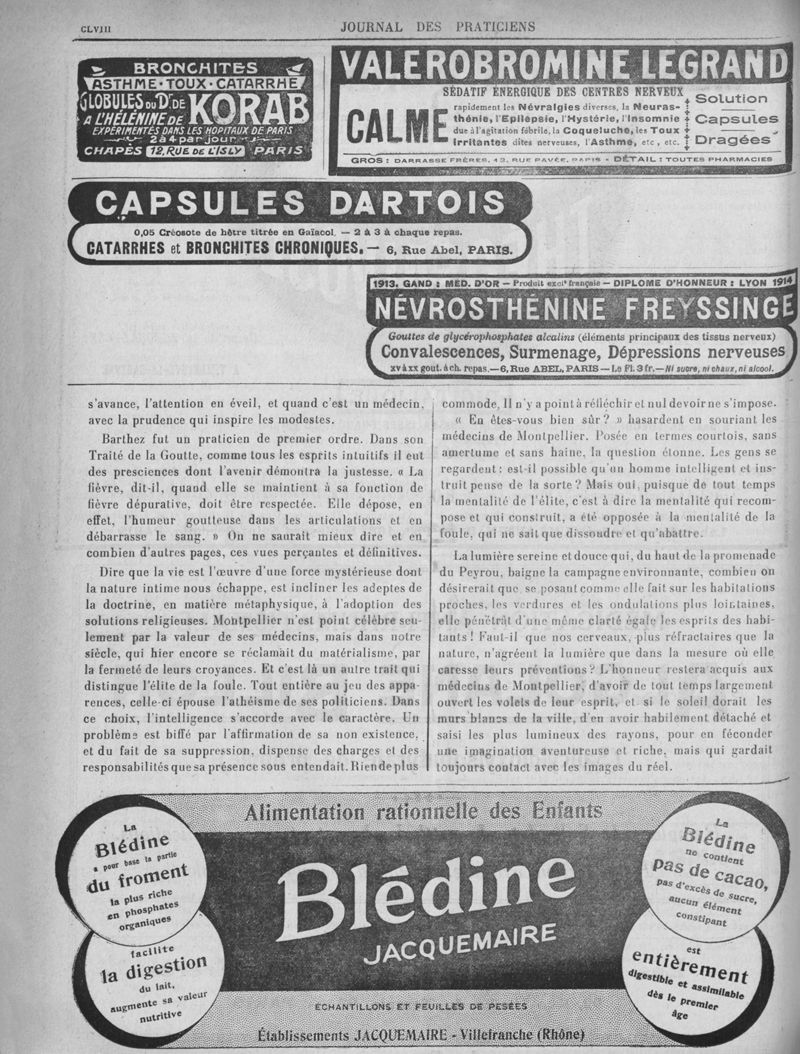 CLVIII
JOURNAL DES PRATICIENS
BRONCHITES
ASTHME · TOUX · CATARRHE
GLOBULES DU Dr. DE
A L'HÉLÉNINE DE
KORAB
EXPÉRIMENTÉS DANS LES HOPITAUX DE PARIS
2 à 4 par jour
CHAPÈS 12, RUE DE L'ISLY PARIS
VALEROBROMINE LEGRAND
SÉDATIF ÉNERGIQUE DES CENTRES NERVEUX
CALME
rapidement les Névralgies diverses, la Neuras-
thénie, l'Epilepsie, l'Hystérie, l'Insomnie
due à l'agitation fébrile, la Coqueluche, les Toux
irritantes dites nerveuses, l'Asthme, etc., etc.
Solution
Capsules
Dragées
GROS : DARRASSE FRÈRES, 13, RUE PAVÉE, PARIS - DÉTAIL : TOUTES PHARMACIES
CAPSULES DARTOIS
0,05 Créosote de hêtre titrée en Gaïacol. — 2 à 3 à chaque repas.
CATARRHES et BRONCHITES CHRONIQUES. — 6, Rue Abel, PARIS.
1913. GAND : MED. D'OR — Produit exclt français — DIPLOME D'HONNEUR : LYON 1914
NÉVROSTHÉNINE FREYSSINGE
Gouttes de glycérophosphates alcalins (éléments principaux des tissus nerveux)
Convalescences, Surmenage, Dépressions nerveuses
XV à XX gout. à ch. repas. — 6, Rue ABEL, PARIS — Le Fl. 3 fr. — Ni sucre, ni chaux, ni alcool.
s'avance, l'attention en éveil, et quand c'est un médecin,
avec la prudence qui inspire les modestes.
Barthez fut un praticien de premier ordre. Dans son
Traité de la Goutte, comme tous les esprits intuitifs il eut
des presciences dont l'avenir démontra la justesse. « La
fièvre, dit-il, quand elle se maintient à sa fonction de
fièvre dépurative, doit être respectée. Elle dépose, en
effet, l'humeur goutteuse dans les articulations et en
débarrasse le sang. » On ne saurait mieux dire et en
combien d'autres pages, ces vues perçantes et définitives.
Dire que la vie est l'œuvre d'une force mystérieuse dont
la nature intime nous échappe, est incliner les adeptes de
la doctrine, en matière métaphysique, à l'adoption des
solutions religieuses. Montpellier n'est point célèbre seu-
lement par la valeur de ses médecins, mais dans notre
siècle, qui hier encore se réclamait du matérialisme, par
la fermeté de leurs croyances. Et c'est là un autre trait qui
distingue l'élite de la foule. Tout entière au jeu des appa-
rences, celle-ci épouse l'athéisme de ses politiciens. Dans
ce choix, l'intelligence s'accorde avec le caractère. Un
problème est biffé par l'affirmation de sa non existence,
et du fait de sa suppression, dispense des charges et des
responsabilités que sa présence sous entendait. Rien de plus
commode, Il n'y a point à réfléchir et nul devoir ne s'impose.
« En êtes-vous bien sûr ? » hasardent en souriant les
médecins de Montpellier. Posée en termes courtois, sans
amertume et sans haine, la question étonne. Les gens se
regardent : est-il possible qu'un homme intelligent et ins-
truit pense de la sorte ? Mais oui, puisque de tout temps
la mentalité de l'élite, c'est à dire la mentalité qui recom-
pose et qui construit, a été opposée à la mentalité de la
foule, qui ne sait que dissoudre et qu'abattre.
La lumière sereine et douce qui, du haut de la promenade
du Peyrou, baigne la campagne environnante, combien on
désirerait que, se posant comme elle fait sur les habitations
proches, les verdures et les ondulations plus lointaines,
elle pénétrât d'une même clarté égale les esprits des habi-
tants ! Faut-il que nos cerveaux, plus réfractaires que la
nature, n'agréent la lumière que dans la mesure où elle
caresse leurs préventions ? L'honneur restera acquis aux
médecins de Montpellier, d'avoir de tout temps largement
ouvert les volets de leur esprit, et si le soleil dorait les
murs blancs de la ville, d'en avoir habilement détaché et
saisi les plus lumineux des rayons, pour en féconder
une imagination aventureuse et riche, mais qui gardait
toujours contact avec les images du réel.
Alimentation rationnelle des Enfants
La
Blédine
a pour base la partie
du froment
la plus riche
en phosphates
organiques
facilite
la digestion
du lait,
augmente sa valeur
nutritive
Blédine
JACQUEMAIRE
La
Blédine
ne contient
pas de cacao,
pas d'excès de sucre,
aucun élément
constipant
est
entièrement
digestible et assimilable
dès le premier
âge
ECHANTILLONS ET FEUILLES DE PESÉES
Établissements JACQUEMAIRE - Villefranche (Rhône)